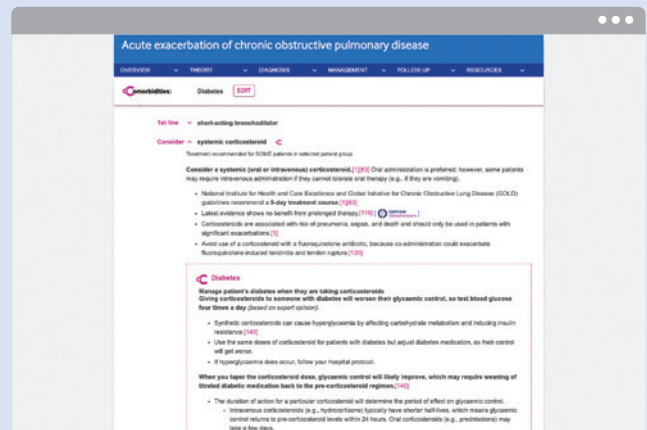 Acute exacerbation of chronic obstructive pulmonary disease
OVERVIEW THEORY DIAGNOSIS MANAGEMENT FOLLOW UP RESOURCES
Comorbidities: Diabetes EDIT
1st line short-acting bronchodilator
Consider systemic corticosteroid
Treatment recommended for SOME patients in selected patient group
Consider a systemic (oral or intravenous) corticosteroid.[1][83] Oral administration is preferred; however, some patients
may require intravenous administration if they cannot tolerate oral therapy (e.g., if they are vomiting).
• National Institute for Health and Care Excellence and Global Initiative for Chronic Obstructive Lung Disease (GOLD)
guidelines recommend a 5-day treatment course.[1][83]
• Latest evidence shows no benefit from prolonged therapy.[119] [ ]
• Corticosteroids are associated with risk of pneumonia, sepsis, and death and should only be used in patients with
significant exacerbations.[1]
• Avoid use of a corticosteroid with a fluoroquinolone antibiotic, because co-administration could exacerbate
fluoroquinolone-induced tendinitis and tendon rupture.[120]
Diabetes
Manage patient's diabetes when they are taking corticosteroids
Giving corticosteroids to someone with diabetes will worsen their glycaemic control, so test blood glucose
four times a day (based on expert opinion).
• Synthetic corticosteroids can cause hyperglycaemia by affecting carbohydrate metabolism and inducing insulin
resistance.[140]
• Use the same doses of corticosteroid for patients with diabetes but adjust diabetes medication, as their control
will get worse.
• If hyperglycaemia does occur, follow your hospital protocol.
When you taper the corticosteroid dose, glycaemic control will likely improve, which may require weaning of
titrated diabetic medication back to the pre-corticosteroid regimen.[140]
• The duration of action for a particular corticosteroid will determine the period of effect on glycaemic control.
• Intravenous corticosteroids (e.g., hydrocortisone) typically have shorter half-lives, which means glycaemic
control returns to pre-corticosteroid levels within 24 hours. Oral corticosteroids (e.g., prednisolone) may
take a few days.